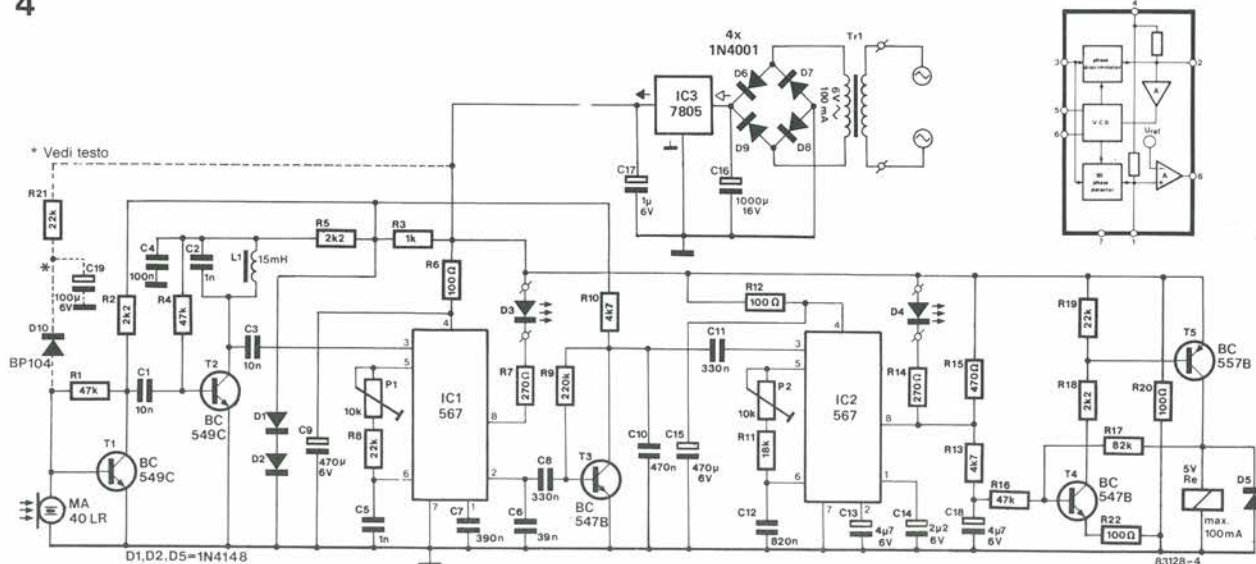 4
4x
1N4001
Tr1
D6
D7
D9
D8
6V~
100 mA
IC3
7805
C17
1µ
6V
C16
1000µ
16V
4
3
2
5
6
phase
V C O
A
Uref
90
phase
detector
A
+
8
7
1
* Vedi testo
R21
22k
*
C19
100µ
6V
D10
BP104
R1
47k
R2
2k2
C4
100n
C2
1n
L1
15mH
R4
47k
R5
2k2
R3
1k
C1
10n
T2
BC
549C
C3
10n
T1
BC
549C
MA
40 LR
D1
D2
C9
470µ
6V
R6
100Ω
4
3
5
P1
10k
R8
22k
6
C5
1n
IC1
567
8
2
7
1
C7
390n
C6
39n
D3
R7
270Ω
R9
220k
C8
330n
R10
4k7
T3
BC
547B
C10
470n
C11
330n
C15
470µ
6V
R12
100Ω
4
3
5
P2
10k
R11
18k
6
C12
820n
IC2
567
8
1
7
2
C13
4µ7
6V
C14
2µ2
6V
D4
R14
270Ω
R15
470Ω
R13
4k7
C18
4µ7
6V
R16
47k
R19
22k
R18
2k2
R20
100Ω
T5
BC
557B
R17
82k
T4
BC
547B
R22
100Ω
5V
Re
max.
100mA
D5
D1,D2,D5=1N4148
83128-4